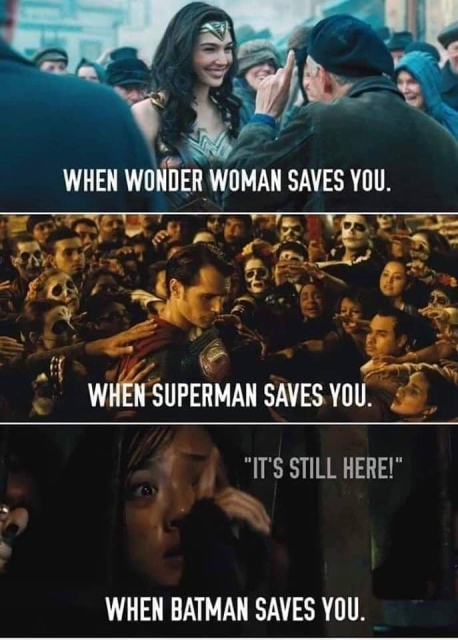 WHEN WONDER WOMAN SAVES YOU.
WHEN SUPERMAN SAVES YOU.
"IT'S STILL HERE!"
WHEN BATMAN SAVES YOU.